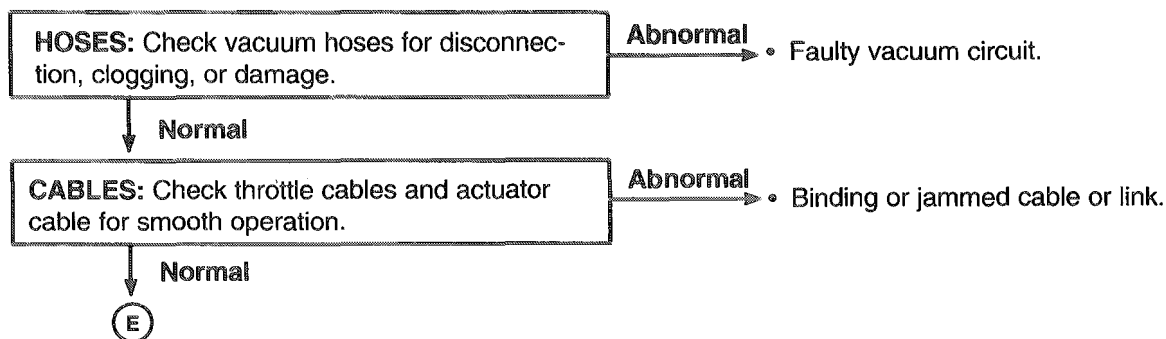 HOSES: Check vacuum hoses for disconnec-
tion, clogging, or damage.
Abnormal
• Faulty vacuum circuit.
Normal
CABLES: Check throttle cables and actuator
cable for smooth operation.
Abnormal
• Binding or jammed cable or link.
Normal
E